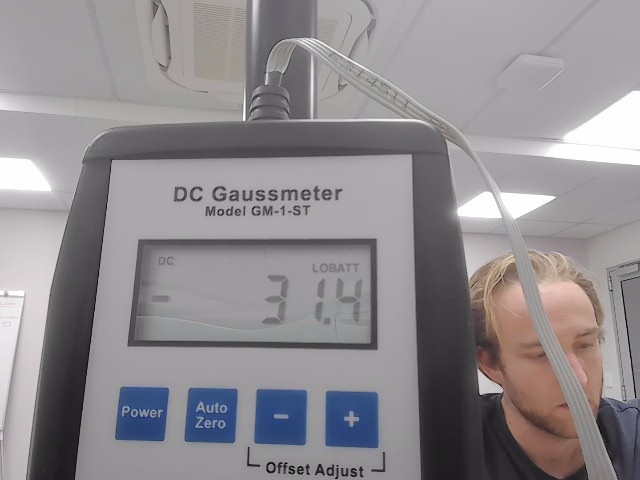 DC Gaussmeter
Model GM-1-ST
DC
LOBATT
- 31.4
Power
Auto
Zero
-
+
Offset Adjust